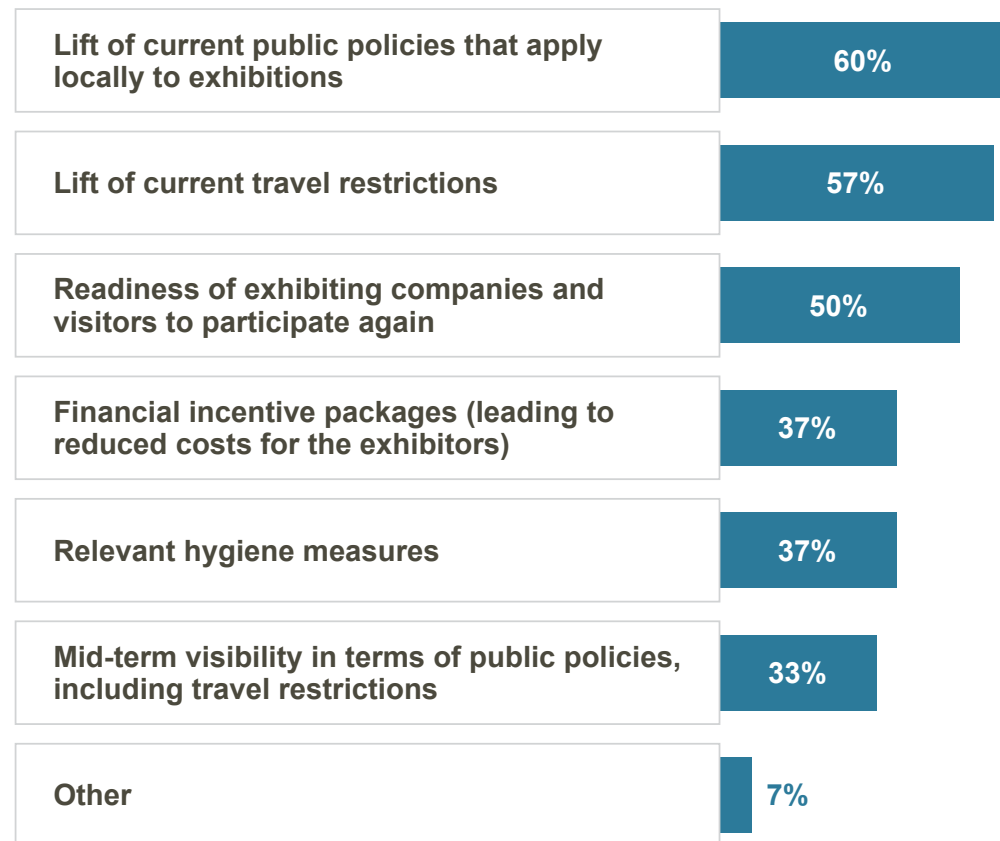 Lift of current public policies that apply
locally to exhibitions
60%
Lift of current travel restrictions
57%
Readiness of exhibiting companies and
visitors to participate again
50%
Financial incentive packages (leading to
reduced costs for the exhibitors)
37%
Relevant hygiene measures
37%
Mid-term visibility in terms of public policies,
including travel restrictions
33%
Other
7%